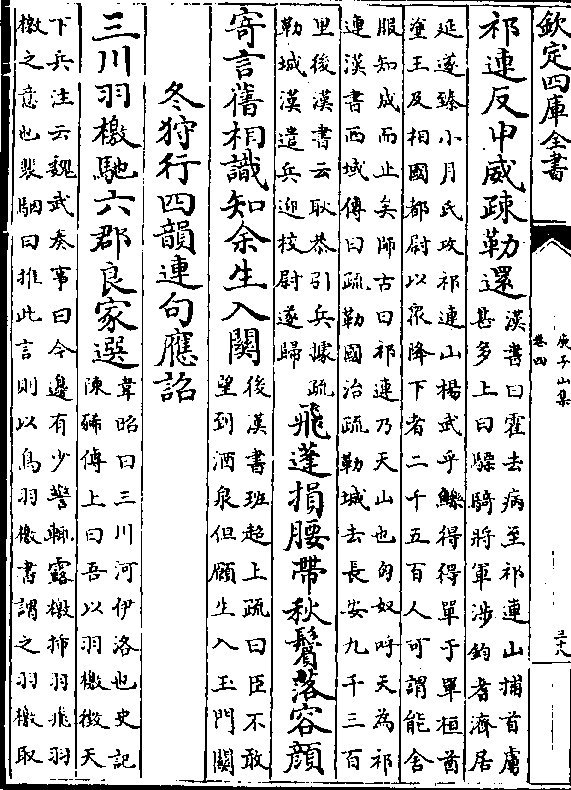 欽定四庫全書
庾子山集
卷四
祁連反中威疎勒還
漢書曰霍去病至祁連山捕首虜
甚多上曰驃騎將軍涉鈞耆濟居
延遂臻小月氏攻祁連山楊武乎鱳得得單于單桓酋
塗王及相國都尉以衆降下者二千五百人可謂能舍
服知成而止矣師古曰祁連乃天山也匈奴呼天為祁
連漢書西域傳曰疏勒國治疏勒城去長安九千三百
里後漢書云耿恭引兵據疏
勒城漢遣兵迎校尉遂歸
飛蓬損腰帶秋鬢落容顔
寄言舊相識知余生入關
後漢書班超上疏曰臣不敢
望到酒泉但願生入玉門關
冬狩行四韻連句應詔
三川羽檄馳六郡良家選
韋昭曰三川河伊洛也史記
陳豨傳上曰吾以羽檄徴天
下兵注云魏武奏事曰今邊有少警輙露檄揷羽飛羽
檄之意也裴駰曰推此言則以鳥羽檄書謂之羽檄取